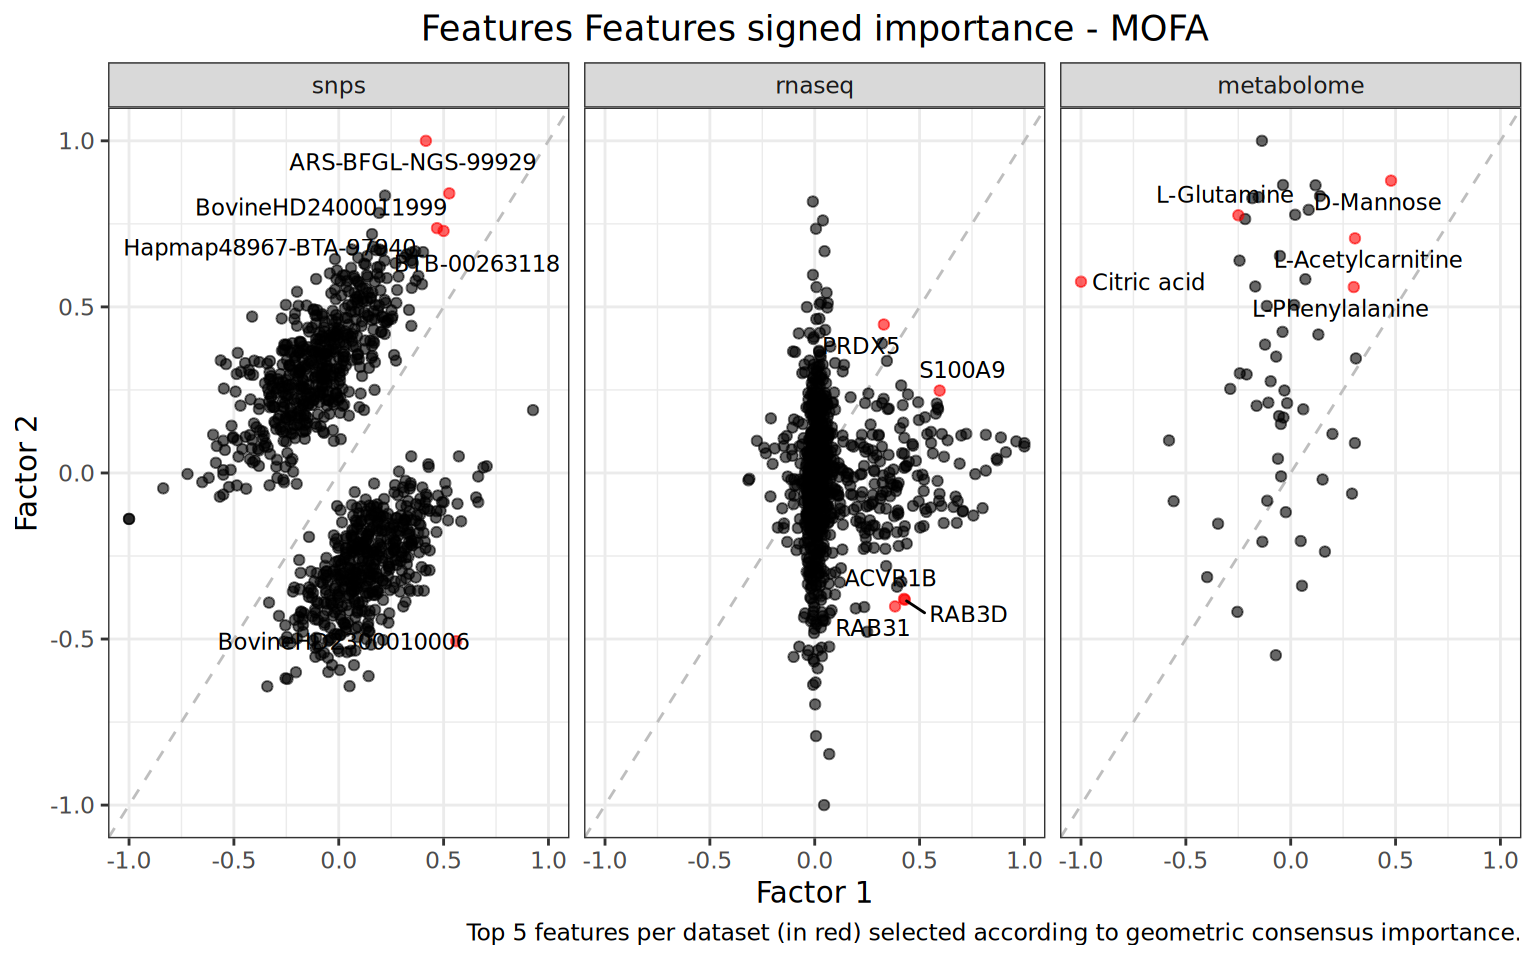 Features Features signed importance - MOFA
snps
rnaseq
metabolome
Factor 2
1.0
0.5
0.0
-0.5
-1.0
ARS-BFGL-NGS-99929
BovineHD2400011999
Hapmap48967-BTA-97940
BTB-00263118
BovineHD2300010006
PRDX5
S100A9
ACVR1B
RAB3D
RAB31
L-Glutamine
D-Mannose
L-Acetylcarnitine
Citric acid
L-Phenylalanine
-1.0 -0.5 0.0 0.5 1.0
-1.0 -0.5 0.0 0.5 1.0
-1.0 -0.5 0.0 0.5 1.0
Factor 1
Top 5 features per dataset (in red) selected according to geometric consensus importance.